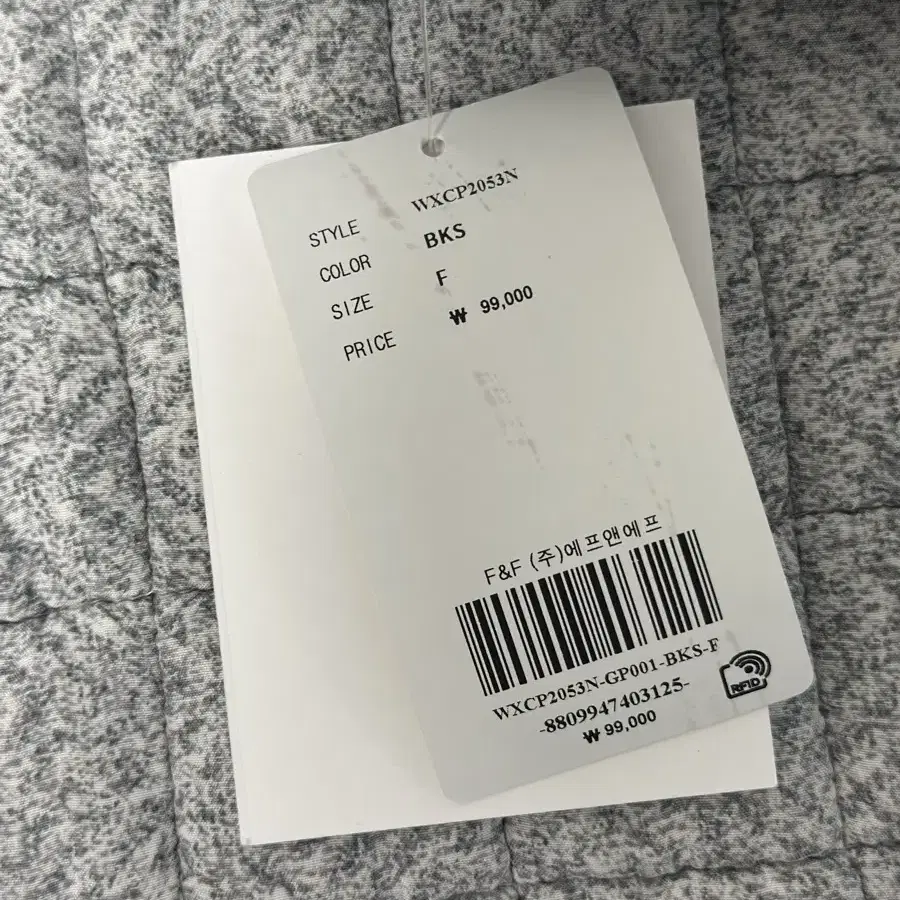 STYLE WXCP2053N
COLOR BKS
SIZE F
PRICE ₩ 99,000
F&F (주)에프앤에프
WXCP2053N-GP001-BKS-F
-8809947403125-
₩ 99,000
RFID